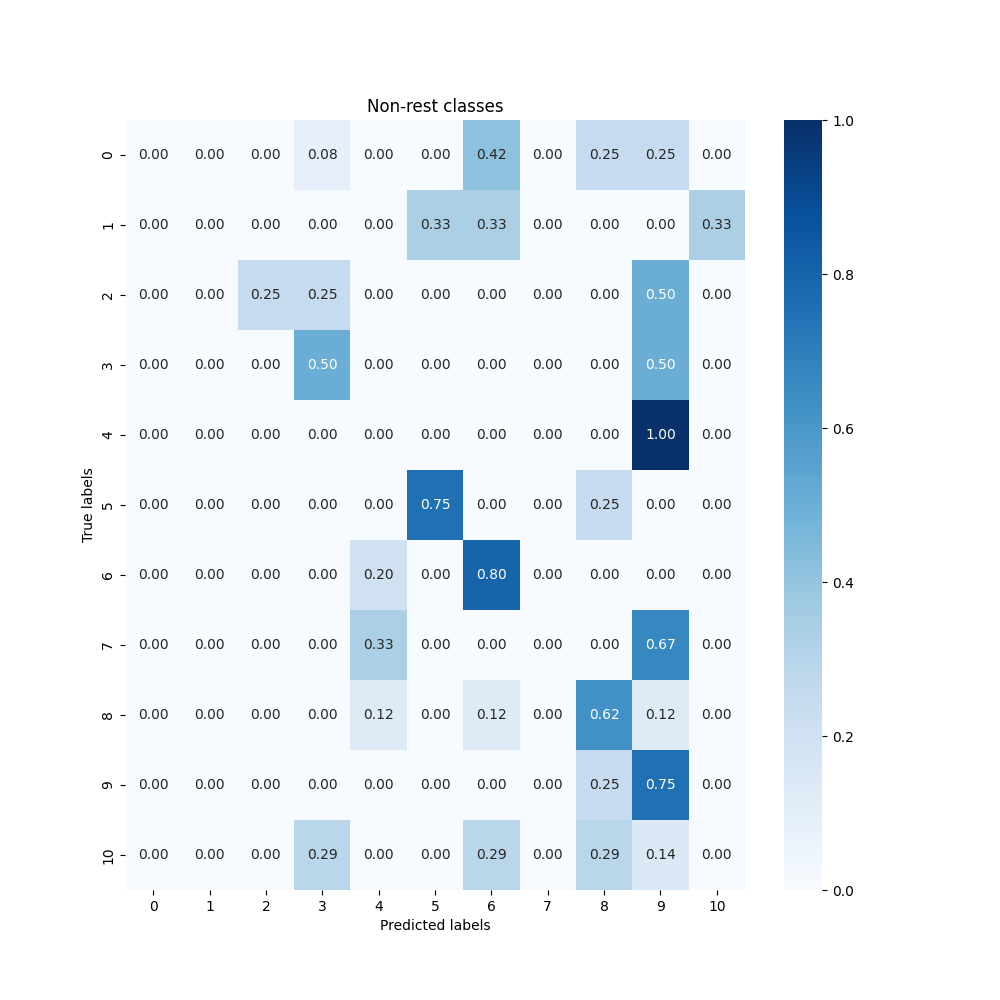 Non-rest classes
0 0.00 0.00 0.00 0.08 0.00 0.00 0.42 0.00 0.25 0.25 0.00
1 0.00 0.00 0.00 0.00 0.00 0.33 0.33 0.00 0.00 0.00 0.33
2 0.00 0.00 0.25 0.25 0.00 0.00 0.00 0.00 0.00 0.50 0.00
3 0.00 0.00 0.00 0.50 0.00 0.00 0.00 0.00 0.00 0.50 0.00
4 0.00 0.00 0.00 0.00 0.00 0.00 0.00 0.00 0.00 1.00 0.00
5 0.00 0.00 0.00 0.00 0.00 0.75 0.00 0.00 0.25 0.00 0.00
6 0.00 0.00 0.00 0.00 0.20 0.00 0.80 0.00 0.00 0.00 0.00
7 0.00 0.00 0.00 0.00 0.33 0.00 0.00 0.00 0.00 0.67 0.00
8 0.00 0.00 0.00 0.00 0.12 0.00 0.12 0.00 0.62 0.12 0.00
9 0.00 0.00 0.00 0.00 0.00 0.00 0.00 0.00 0.25 0.75 0.00
10 0.00 0.00 0.00 0.29 0.00 0.00 0.29 0.00 0.29 0.14 0.00
0 1 2 3 4 5 6 7 8 9 10
Predicted labels
True labels
1.0
0.8
0.6
0.4
0.2
0.0